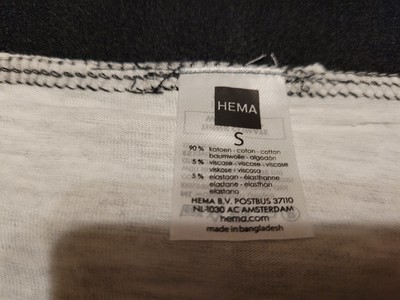 HEMA
S
90% katoen - coton - cotton
baumwolle - algodón
5% viscose - viscose - viscose
viskose - viscosa
5% elastaan - élasthanne
elastane - elasthan
elastano
HEMA B.V. POSTBUS 37110
NL-1030 AC AMSTERDAM
hema.com
made in bangladesh